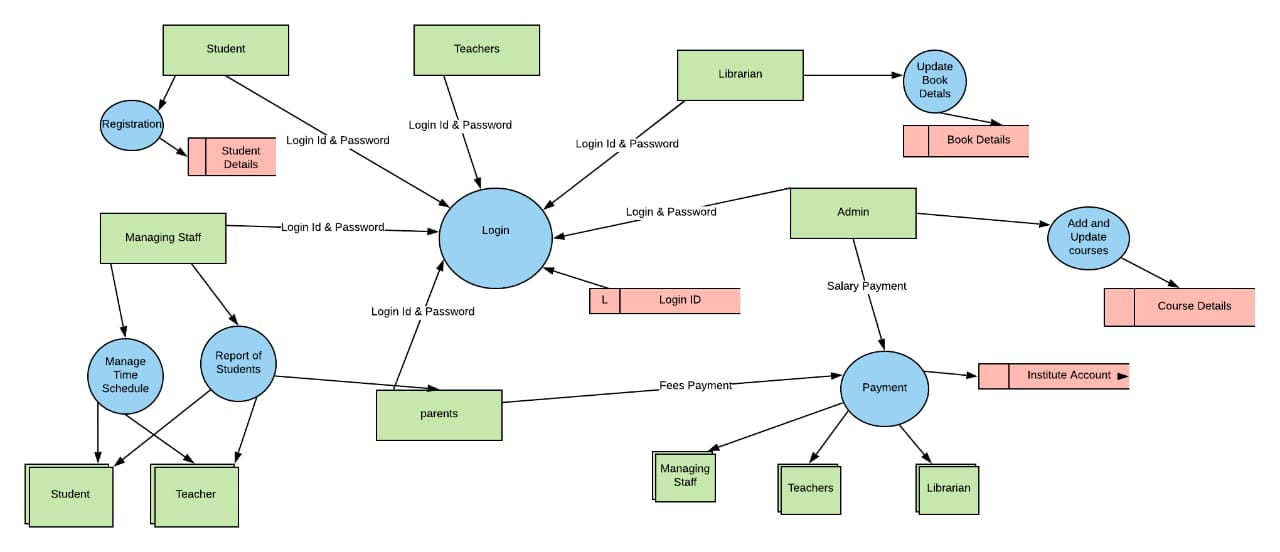 Student
Teachers
Librarian
Update
Book
Detals
Registration
Login Id & Password
Login Id & Password
Login Id & Password
Book Details
Student
Details
Login & Password
Admin
Managing Staff
Login Id & Password
Login
Add and
Update
courses
Salary Payment
L
Login ID
Login Id & Password
Course Details
Manage
Time
Schedule
Report of
Students
Fees Payment
Payment
Institute Account
parents
Managing
Staff
Teachers
Librarian
Student
Teacher